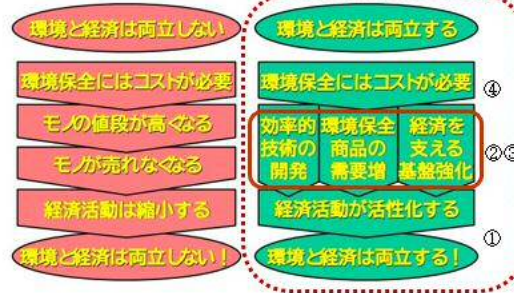 環境と経済は両立しない
環境保全にはコストが必要
モノの値段が高くなる
モノが売れなくなる
経済活動は縮小する
環境と経済は両立しない!
環境と経済は両立する
環境保全にはコストが必要
④
効率的
技術の
開発
環境保全
商品の
需要増
経済を
支える
基盤強化
②③
経済活動が活性化する
①
環境と経済は両立する!